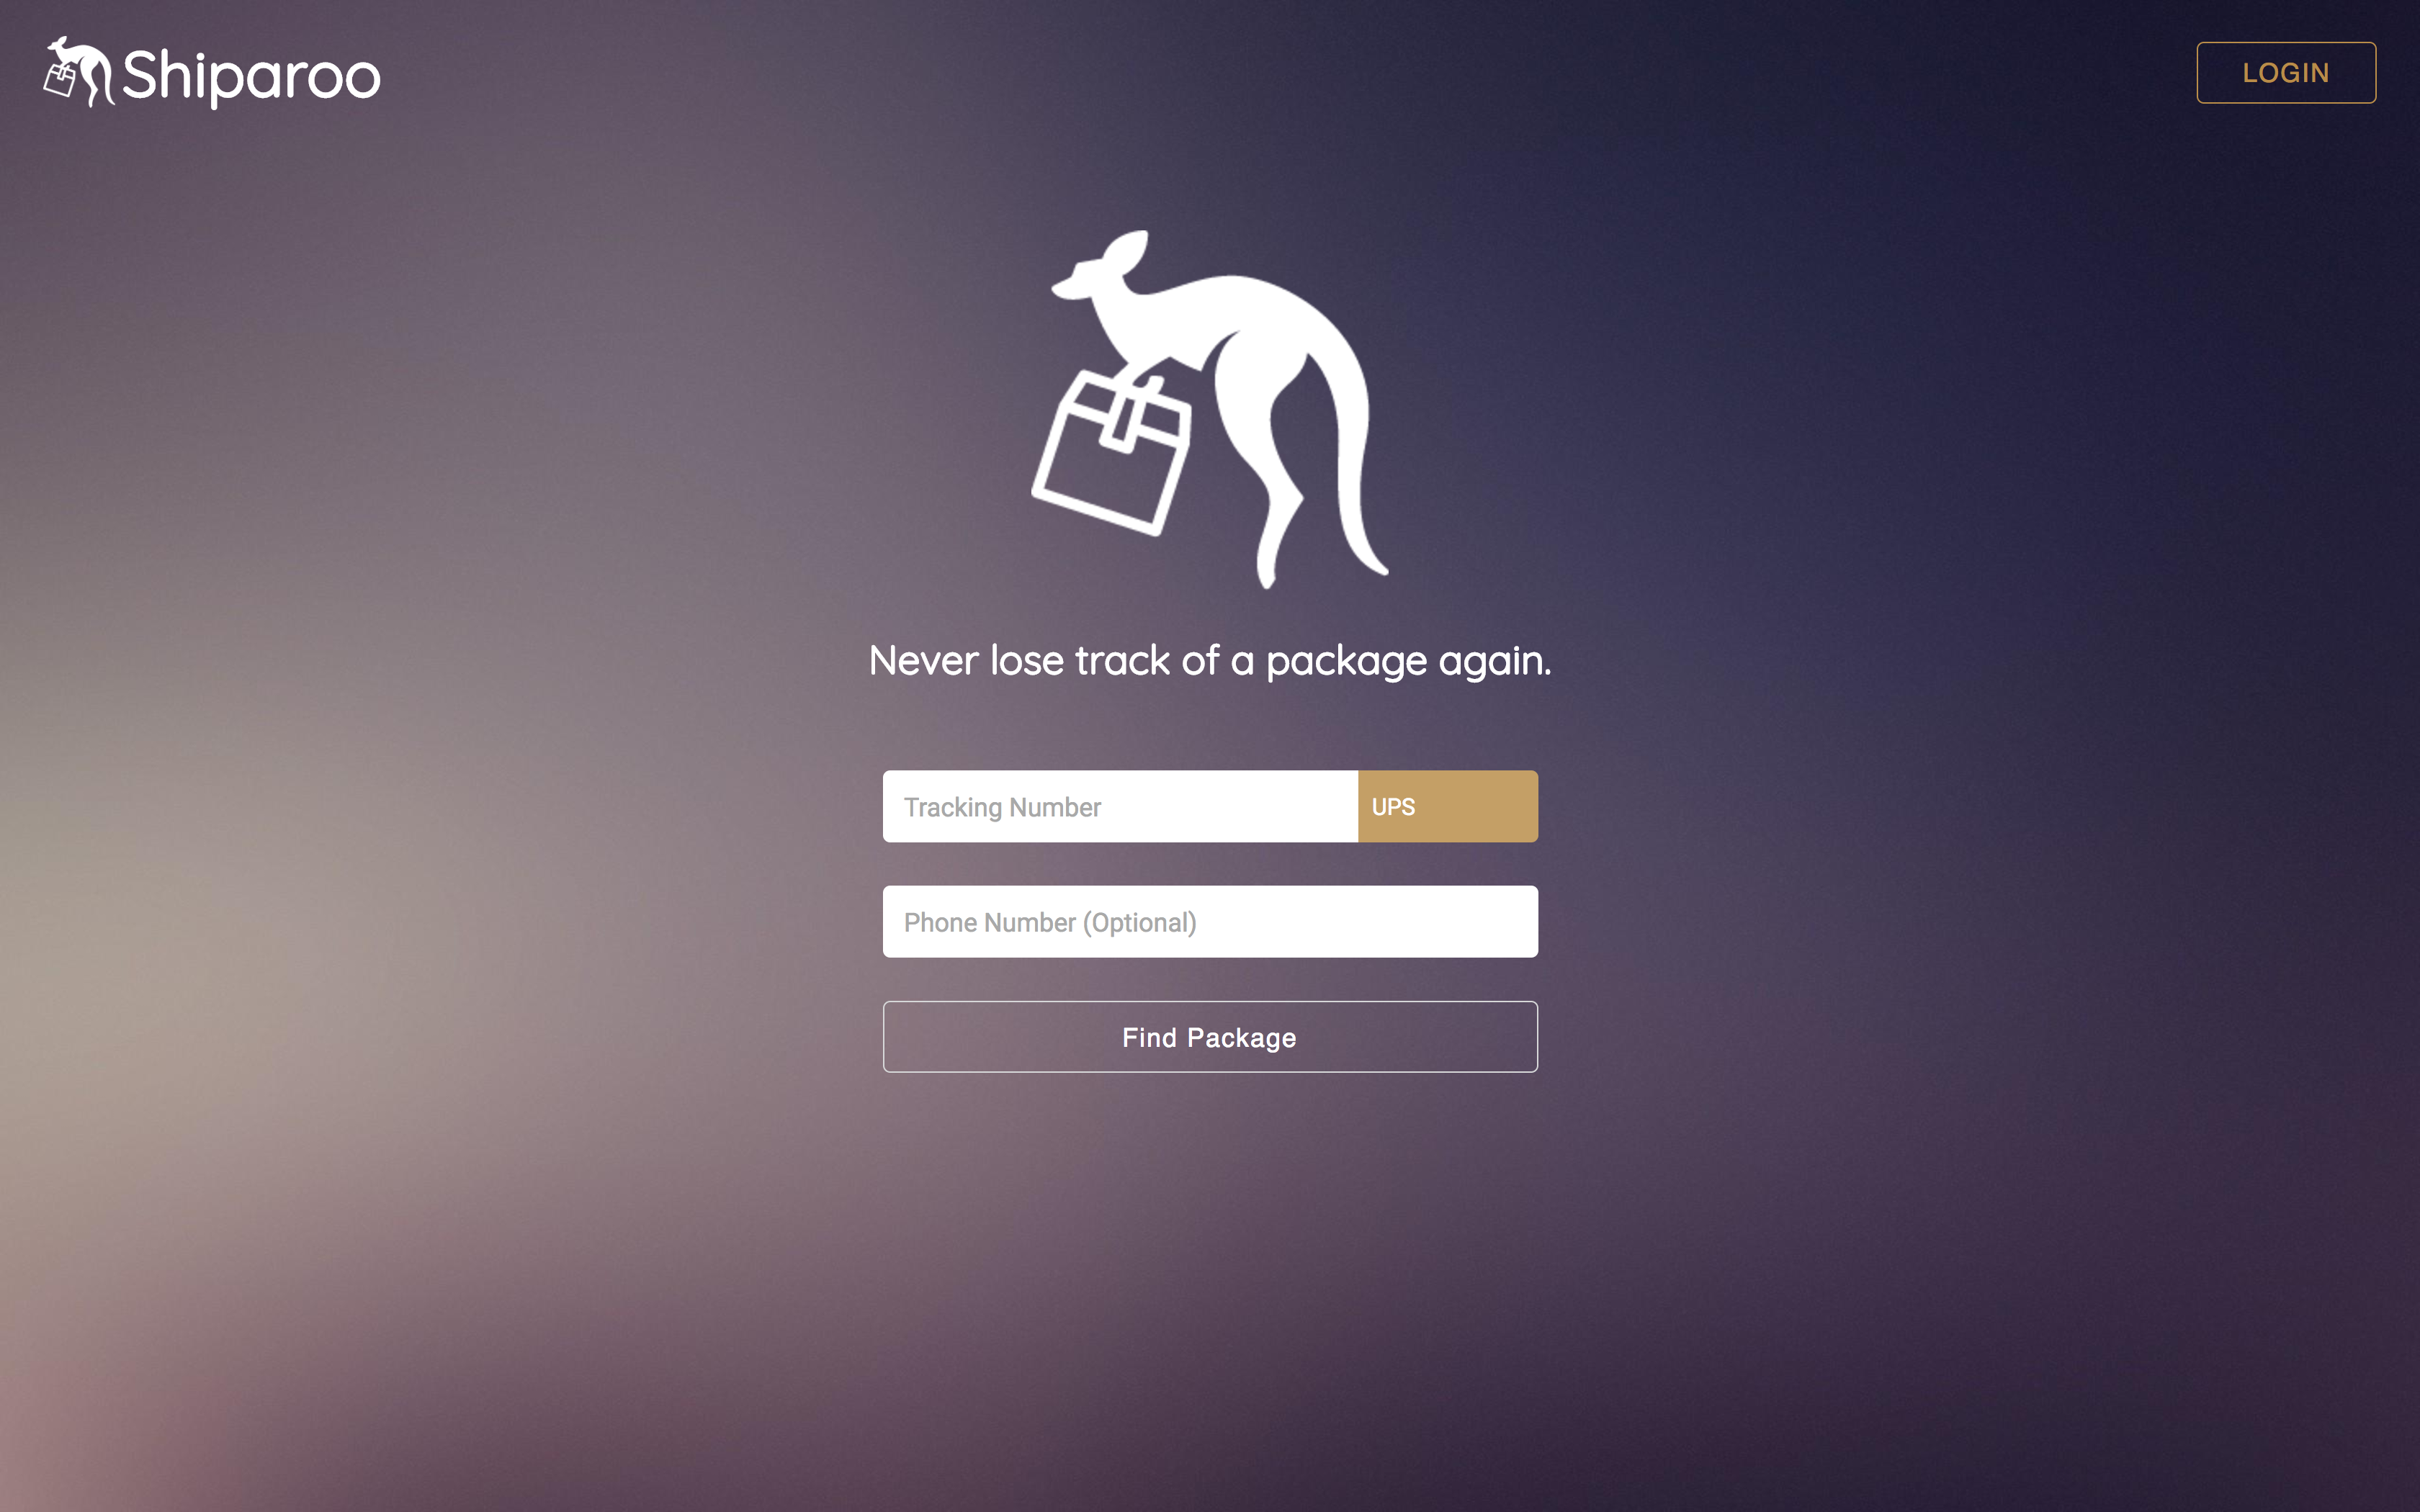 Shiparoo
LOGIN
Never lose track of a package again.
Tracking Number
UPS
Phone Number (Optional)
Find Package